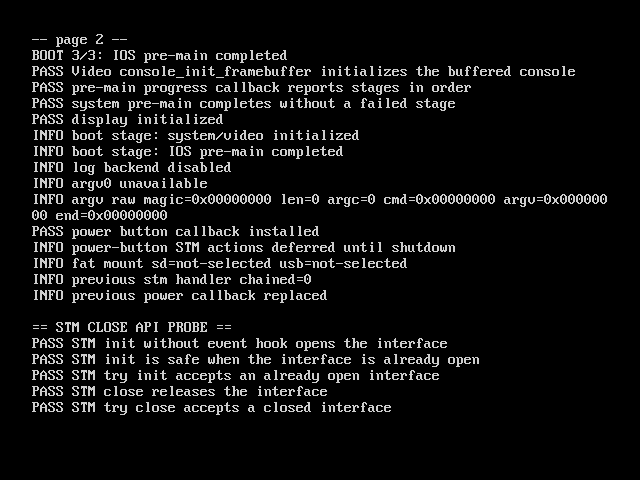 -- page 2 --
BOOT 3/3: IOS pre-main completed
PASS Video console_init_framebuffer initializes the buffered console
PASS pre-main progress callback reports stages in order
PASS system pre-main completes without a failed stage
PASS display initialized
INFO boot stage: system/video initialized
INFO boot stage: IOS pre-main completed
INFO log backend disabled
INFO argv0 unavailable
INFO argv raw magic=0x00000000 len=0 argc=0 cmd=0x00000000 argv=0x000000
00 end=0x00000000
PASS power button callback installed
INFO power-button STM actions deferred until shutdown
INFO fat mount sd=not-selected usb=not-selected
INFO previous stm handler chained=0
INFO previous power callback replaced
== STM CLOSE API PROBE ==
PASS STM init without event hook opens the interface
PASS STM init is safe when the interface is already open
PASS STM try init accepts an already open interface
PASS STM close releases the interface
PASS STM try close accepts a closed interface